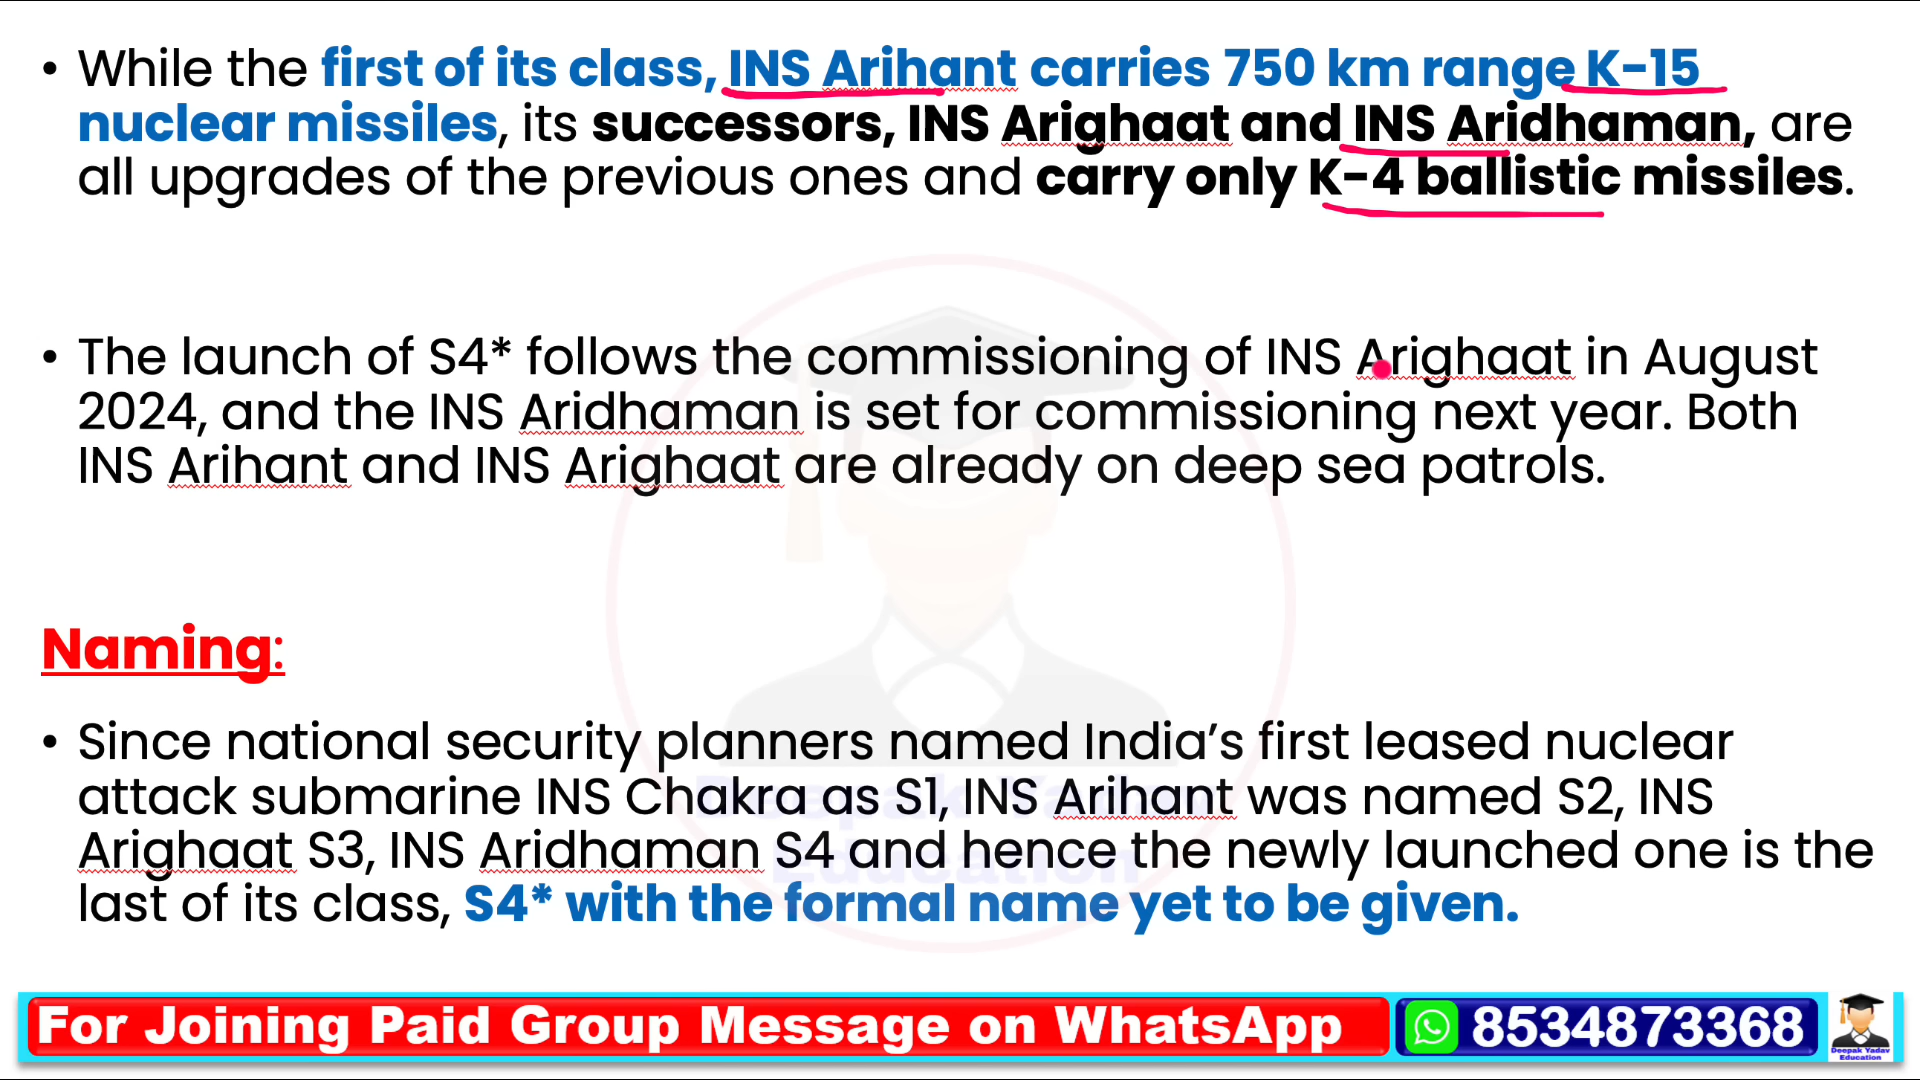 • While the first of its class, INS Arihant carries 750 km range K-15
nuclear missiles, its successors, INS Arighaat and INS Aridhaman, are
all upgrades of the previous ones and carry only K-4 ballistic missiles.
• The launch of S4* follows the commissioning of INS Arighaat in August
2024, and the INS Aridhaman is set for commissioning next year. Both
INS Arihant and INS Arighaat are already on deep sea patrols.
Naming:
• Since national security planners named India’s first leased nuclear
attack submarine INS Chakra as S1, INS Arihant was named S2, INS
Arighaat S3, INS Aridhaman S4 and hence the newly launched one is the
last of its class, S4* with the formal name yet to be given.
Deepak Yadav
Education
For Joining Paid Group Message on WhatsApp
8534873368
Deepak Yadav
Education